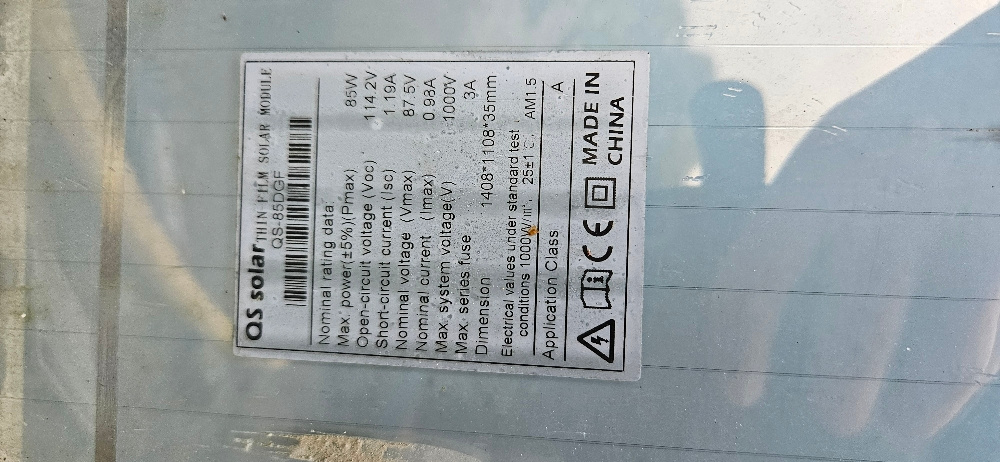 QS solar THIN FILM SOLAR MODULE
QS-85DGF
Nominal rating data:
Max. power(±5%)(Pmax) 85W
Open-circuit voltage (Voc) 114.2V
Short-circuit current (Isc) 1.19A
Nominal voltage (Vmax) 87.5V
Nominal current (Imax) 0.98A
Max. system voltage(V) 1000V
Max. series fuse 3A
Dimension 1408*1108*35mm
Electrical values under standard test
conditions 1000W/m², 25±1℃, AM1.5
Application Class A
CE MADE IN
CHINA